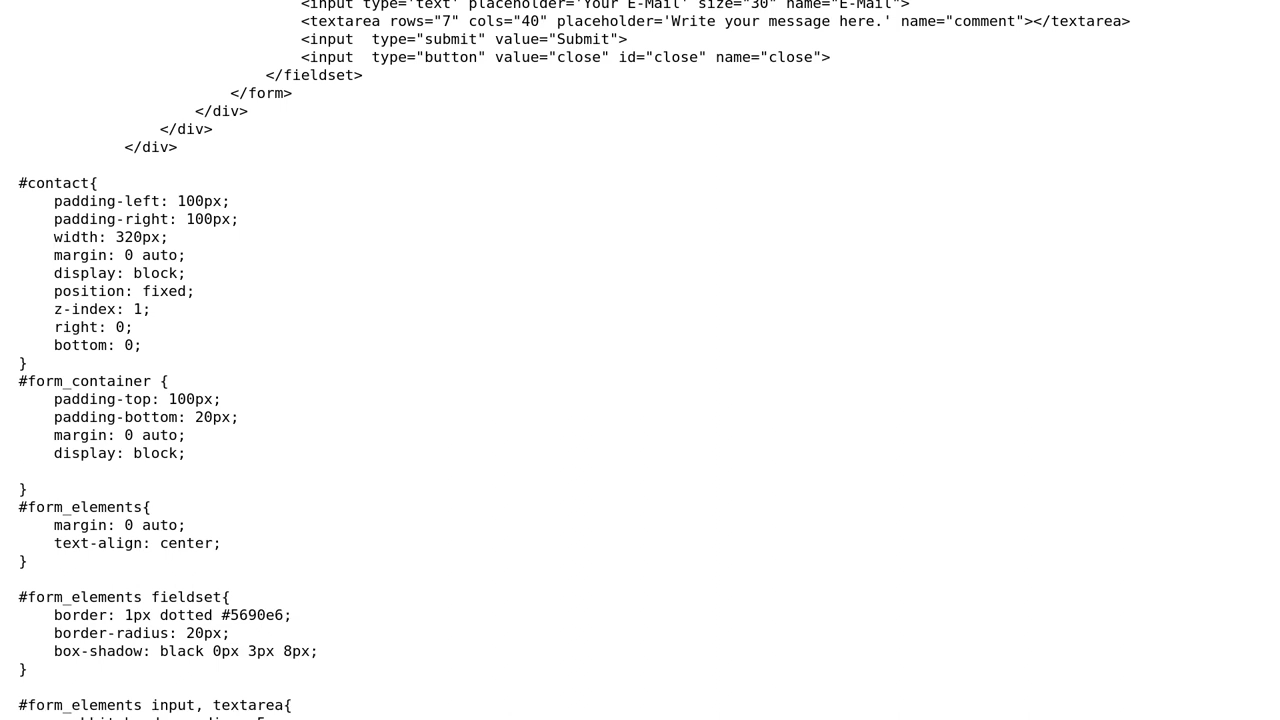 <input type='text' placeholder='Your E-Mail' size="30" name="E-Mail">
<textarea rows="7" cols="40" placeholder='Write your message here.' name="comment"></textarea>
<input  type="submit" value="Submit">
<input  type="button" value="close" id="close" name="close">
</fieldset>
</form>
</div>
</div>
</div>
#contact{
padding-left: 100px;
padding-right: 100px;
width: 320px;
margin: 0 auto;
display: block;
position: fixed;
z-index: 1;
right: 0;
bottom: 0;
}
#form_container {
padding-top: 100px;
padding-bottom: 20px;
margin: 0 auto;
display: block;
}
#form_elements{
margin: 0 auto;
text-align: center;
}
#form_elements fieldset{
border: 1px dotted #5690e6;
border-radius: 20px;
box-shadow: black 0px 3px 8px;
}
#form_elements input, textarea{